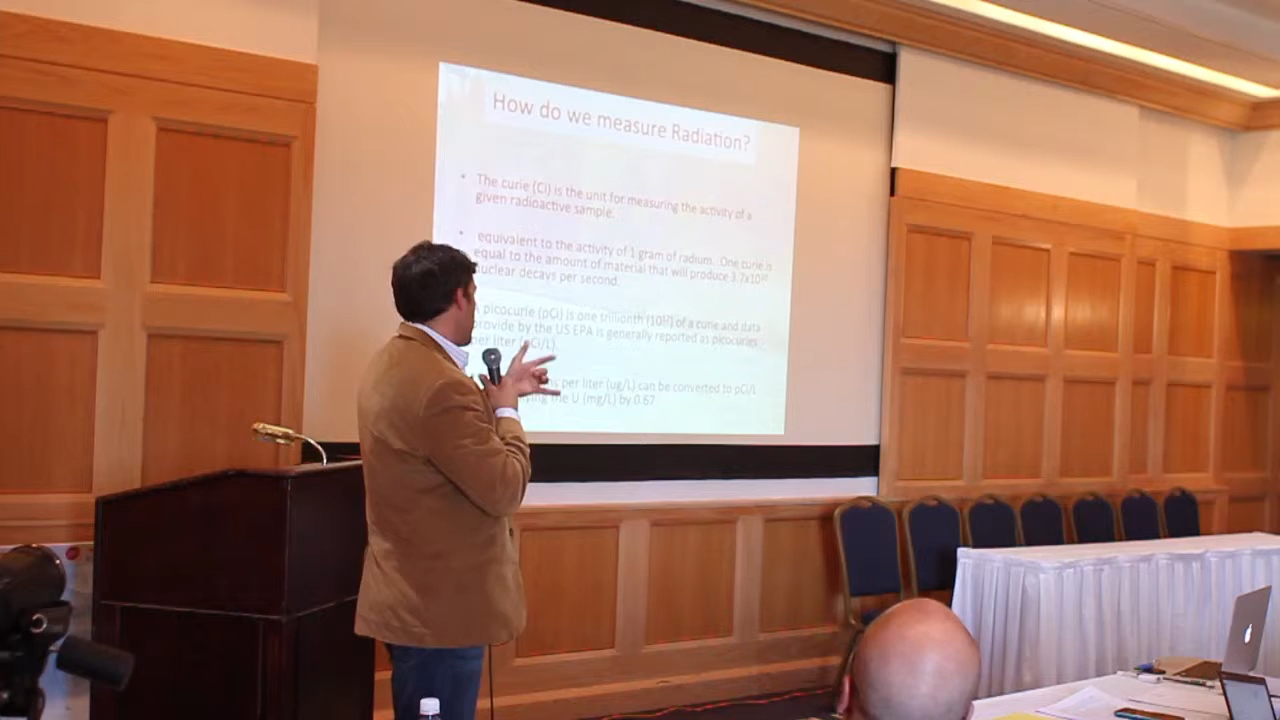 How do we measure Radiation?
• The curie (Ci) is the unit for measuring the activity of a
given radioactive sample.
• equivalent to the activity of 1 gram of radium. One curie is
equal to the amount of material that will produce 3.7x10¹⁰
nuclear decays per second.
A picocurie (pCi) is one trillionth of a curie and data
provide by the US EPA is generally reported as picocuries
per liter (pCi/L).
per liter (ug/L) can be converted to pCi/L
the U (mg/L) by 0.67